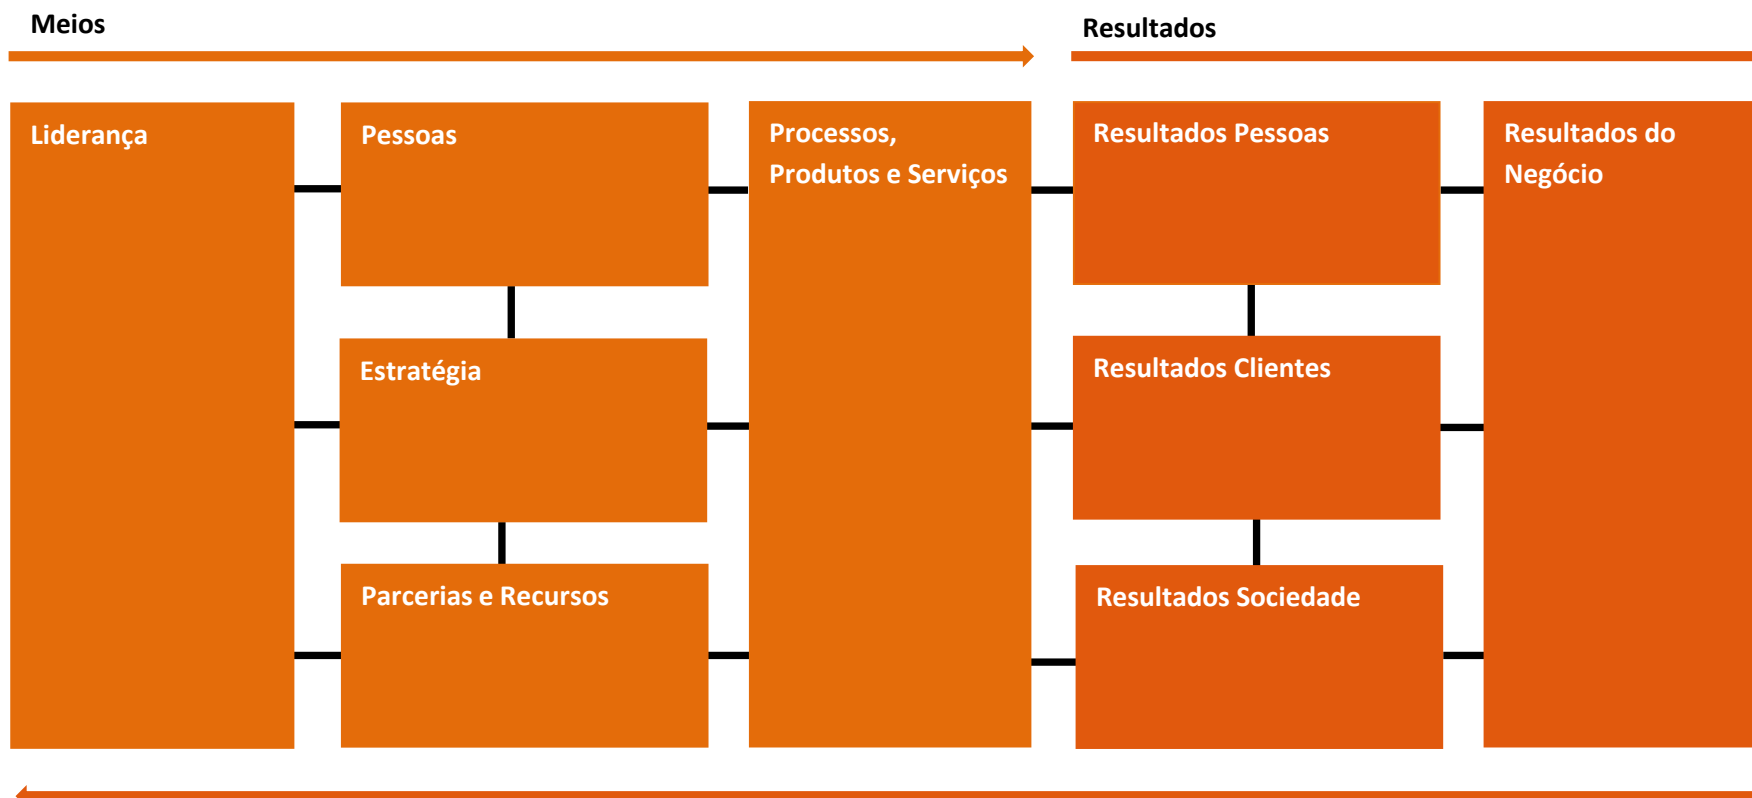 Meios
Resultados
Liderança
Pessoas
Processos,
Produtos e Serviços
Resultados Pessoas
Resultados do
Negócio
Estratégia
Resultados Clientes
Parcerias e Recursos
Resultados Sociedade